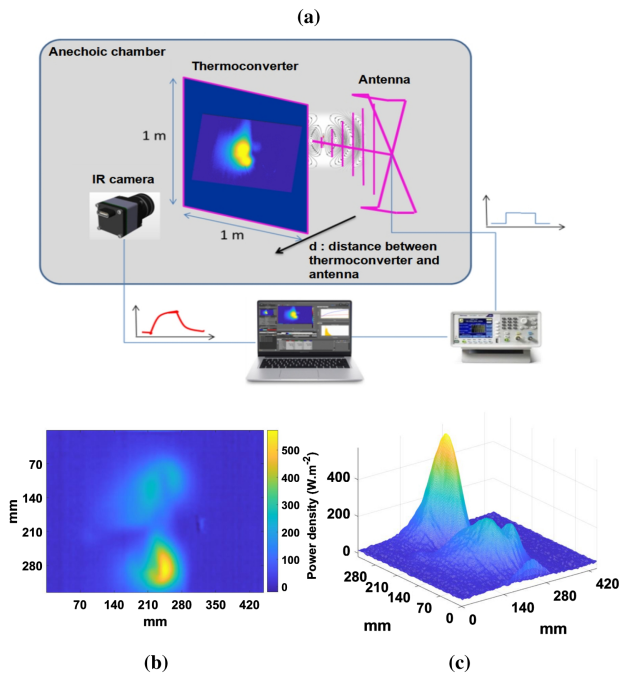 (a)
Anechoic chamber
Thermoconverter
Antenna
1 m
IR camera
1 m
d : distance between
thermoconverter and
antenna
70
140
210
280
mm
70 140 210 280 350 420
mm
500
400
300
200
100
0
Power density (W.m-2)
400
200
0
280
210
140
70
0
mm
0
140
280
420
mm
(b)
(c)